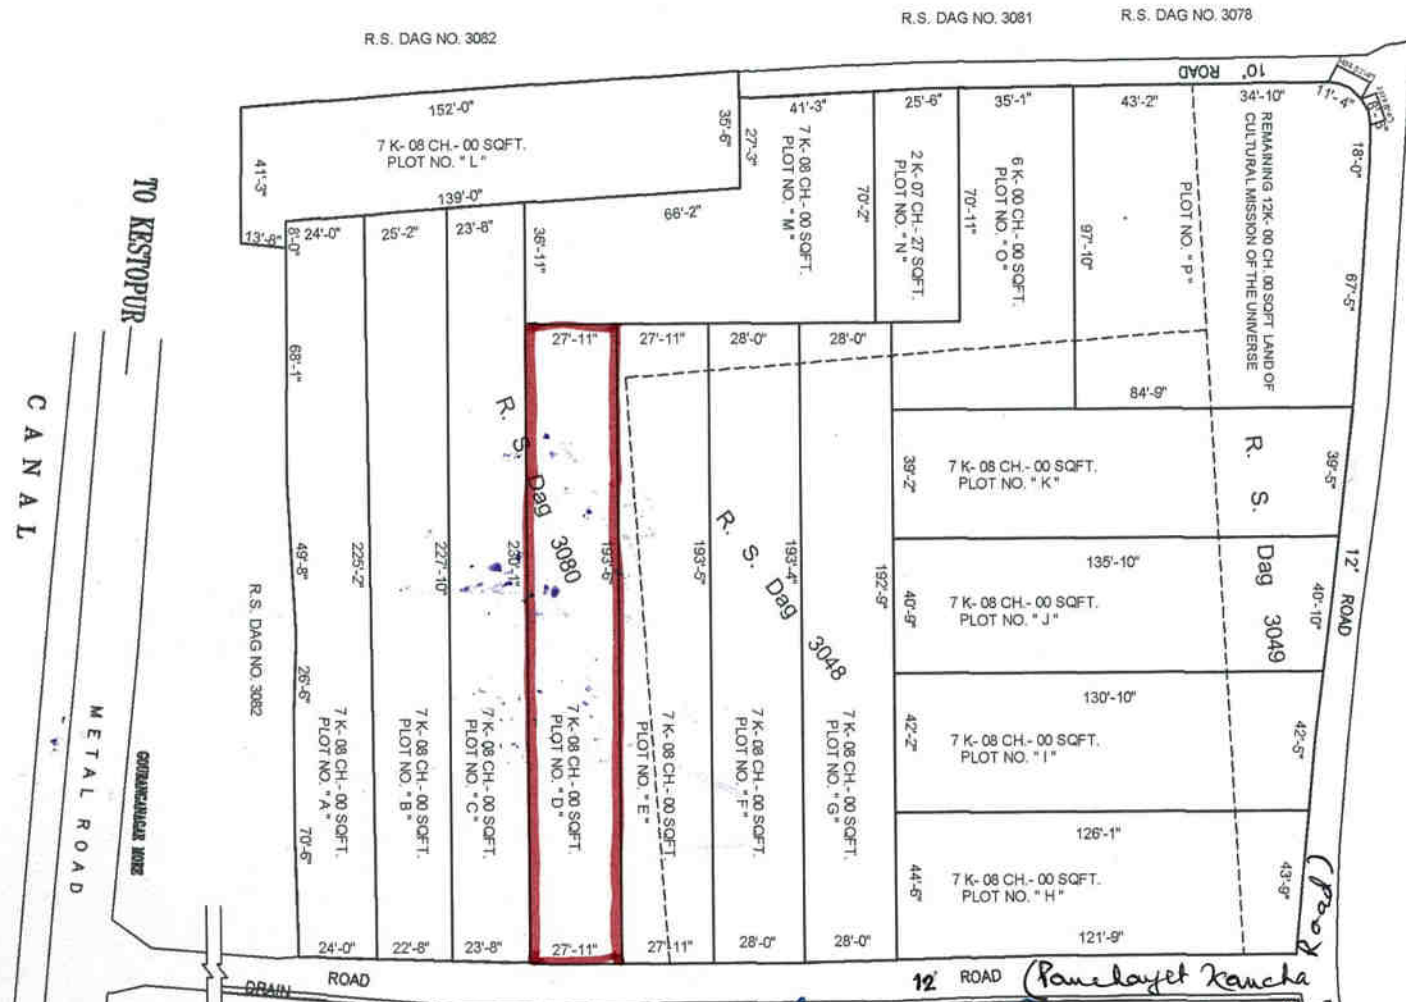 R.S. DAG NO. 3082
R.S. DAG NO. 3081
R.S. DAG NO. 3078
10' ROAD
152'-0"
7 K- 08 CH.- 00 SQFT.
PLOT NO. " L "
139'-0"
35'-6"
41'-3"
13'-8"
8'-0"
41'-3"
27'-3"
7 K- 08 CH.- 00 SQFT.
PLOT NO. " M "
66'-2"
70'-2"
36'-11"
25'-6"
2 K- 07 CH.- 27 SQFT.
PLOT NO. " N "
70'-11"
35'-1"
6 K- 00 CH.- 00 SQFT.
PLOT NO. " O "
97'-10"
43'-2"
PLOT NO. " P "
84'-9"
34'-10"
REMAINING 12K- 00 CH. 00 SQFT LAND OF
CULTURAL MISSION OF THE UNIVERSE
11'- 4"
18'-0"
67'-5"
24'-0"
25'-2"
23'-8"
27'-11"
27'-11"
28'-0"
28'-0"
68'-1"
49'-8"
26'-6"
70'-6"
225'-2"
227'-10"
230'-1"
193'-6"
193'-5"
193'-4"
192'-9"
R. S. Dag 3080
R. S. Dag 3048
R. S. Dag 3049
7 K- 08 CH.- 00 SQFT.
PLOT NO. " A "
7 K- 08 CH.- 00 SQFT.
PLOT NO. " B "
7 K- 08 CH.- 00 SQFT.
PLOT NO. " C "
7 K- 08 CH.- 00 SQFT.
PLOT NO. " D "
7 K- 08 CH.- 00 SQFT.
PLOT NO. " E "
7 K- 08 CH.- 00 SQFT.
PLOT NO. " F "
7 K- 08 CH.- 00 SQFT.
PLOT NO. " G "
39'-2"
7 K- 08 CH.- 00 SQFT.
PLOT NO. " K "
39'-5"
135'-10"
40'-9"
7 K- 08 CH.- 00 SQFT.
PLOT NO. " J "
40'-10"
130'-10"
42'-2"
7 K- 08 CH.- 00 SQFT.
PLOT NO. " I "
42'-5"
126'-1"
44'-6"
7 K- 08 CH.- 00 SQFT.
PLOT NO. " H "
43'-9"
121'-9"
12' ROAD
24'-0"
22'-8"
23'-8"
27'-11"
27'-11"
28'-0"
28'-0"
TO KESTOPUR
CANAL
METAL ROAD
R.S. DAG NO. 3082
GOURANGANAGAR MORE
DRAIN
ROAD
12' ROAD (Panchayet Kancha Road)